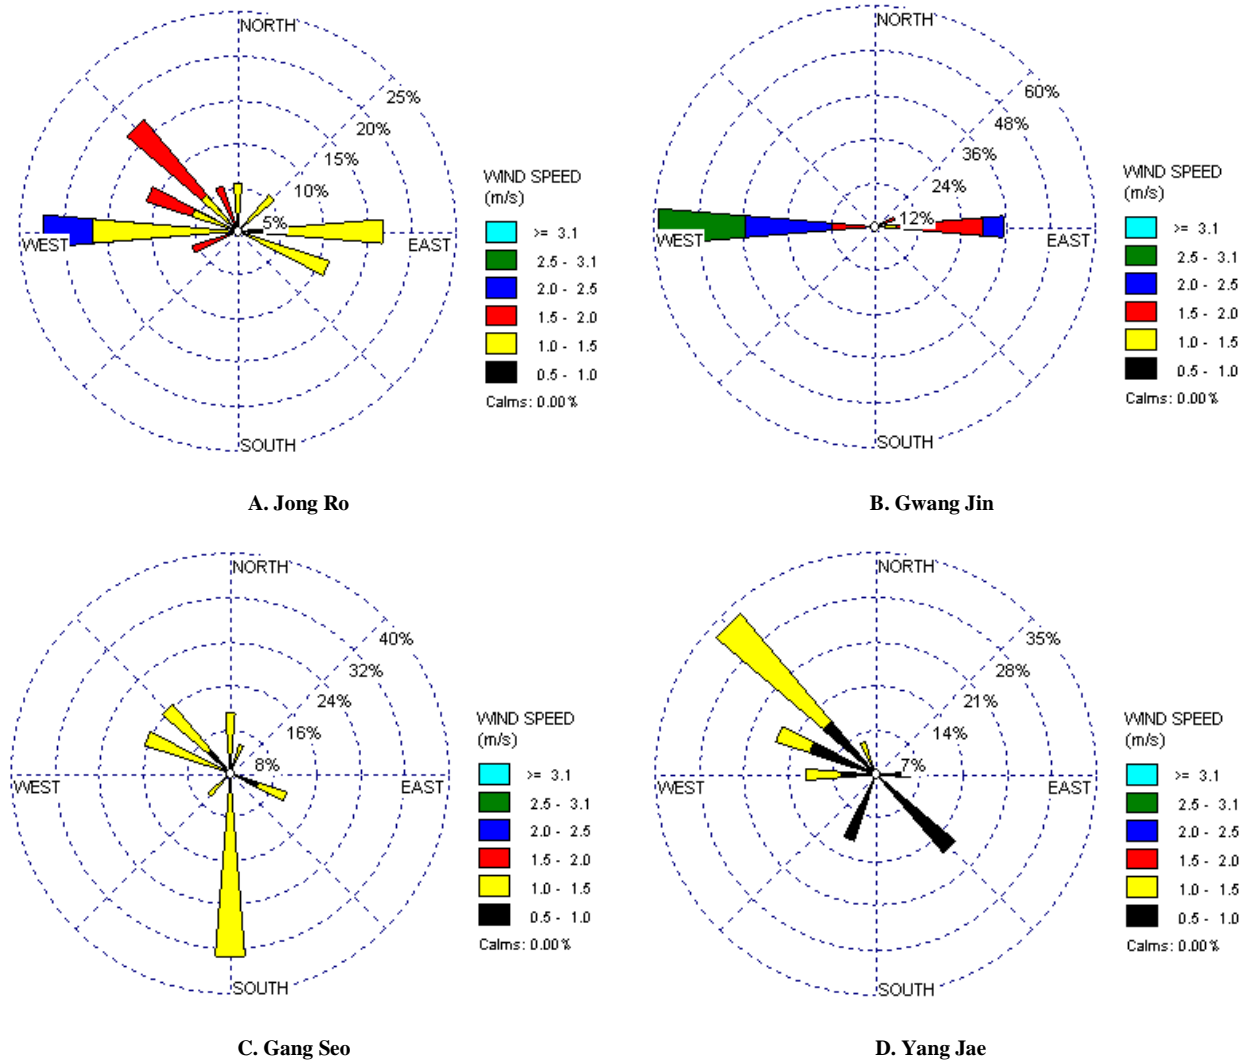 NORTH
25%
20%
15%
10%
5%
WEST
EAST
SOUTH
WIND SPEED
(m/s)
>= 3.1
2.5 - 3.1
2.0 - 2.5
1.5 - 2.0
1.0 - 1.5
0.5 - 1.0
Calms: 0.00%
A. Jong Ro
NORTH
60%
48%
36%
24%
12%
WEST
EAST
SOUTH
WIND SPEED
(m/s)
>= 3.1
2.5 - 3.1
2.0 - 2.5
1.5 - 2.0
1.0 - 1.5
0.5 - 1.0
Calms: 0.00%
B. Gwang Jin
NORTH
40%
32%
24%
16%
8%
WEST
EAST
SOUTH
WIND SPEED
(m/s)
>= 3.1
2.5 - 3.1
2.0 - 2.5
1.5 - 2.0
1.0 - 1.5
0.5 - 1.0
Calms: 0.00%
C. Gang Seo
NORTH
35%
28%
21%
14%
7%
WEST
EAST
SOUTH
WIND SPEED
(m/s)
>= 3.1
2.5 - 3.1
2.0 - 2.5
1.5 - 2.0
1.0 - 1.5
0.5 - 1.0
Calms: 0.00%
D. Yang Jae